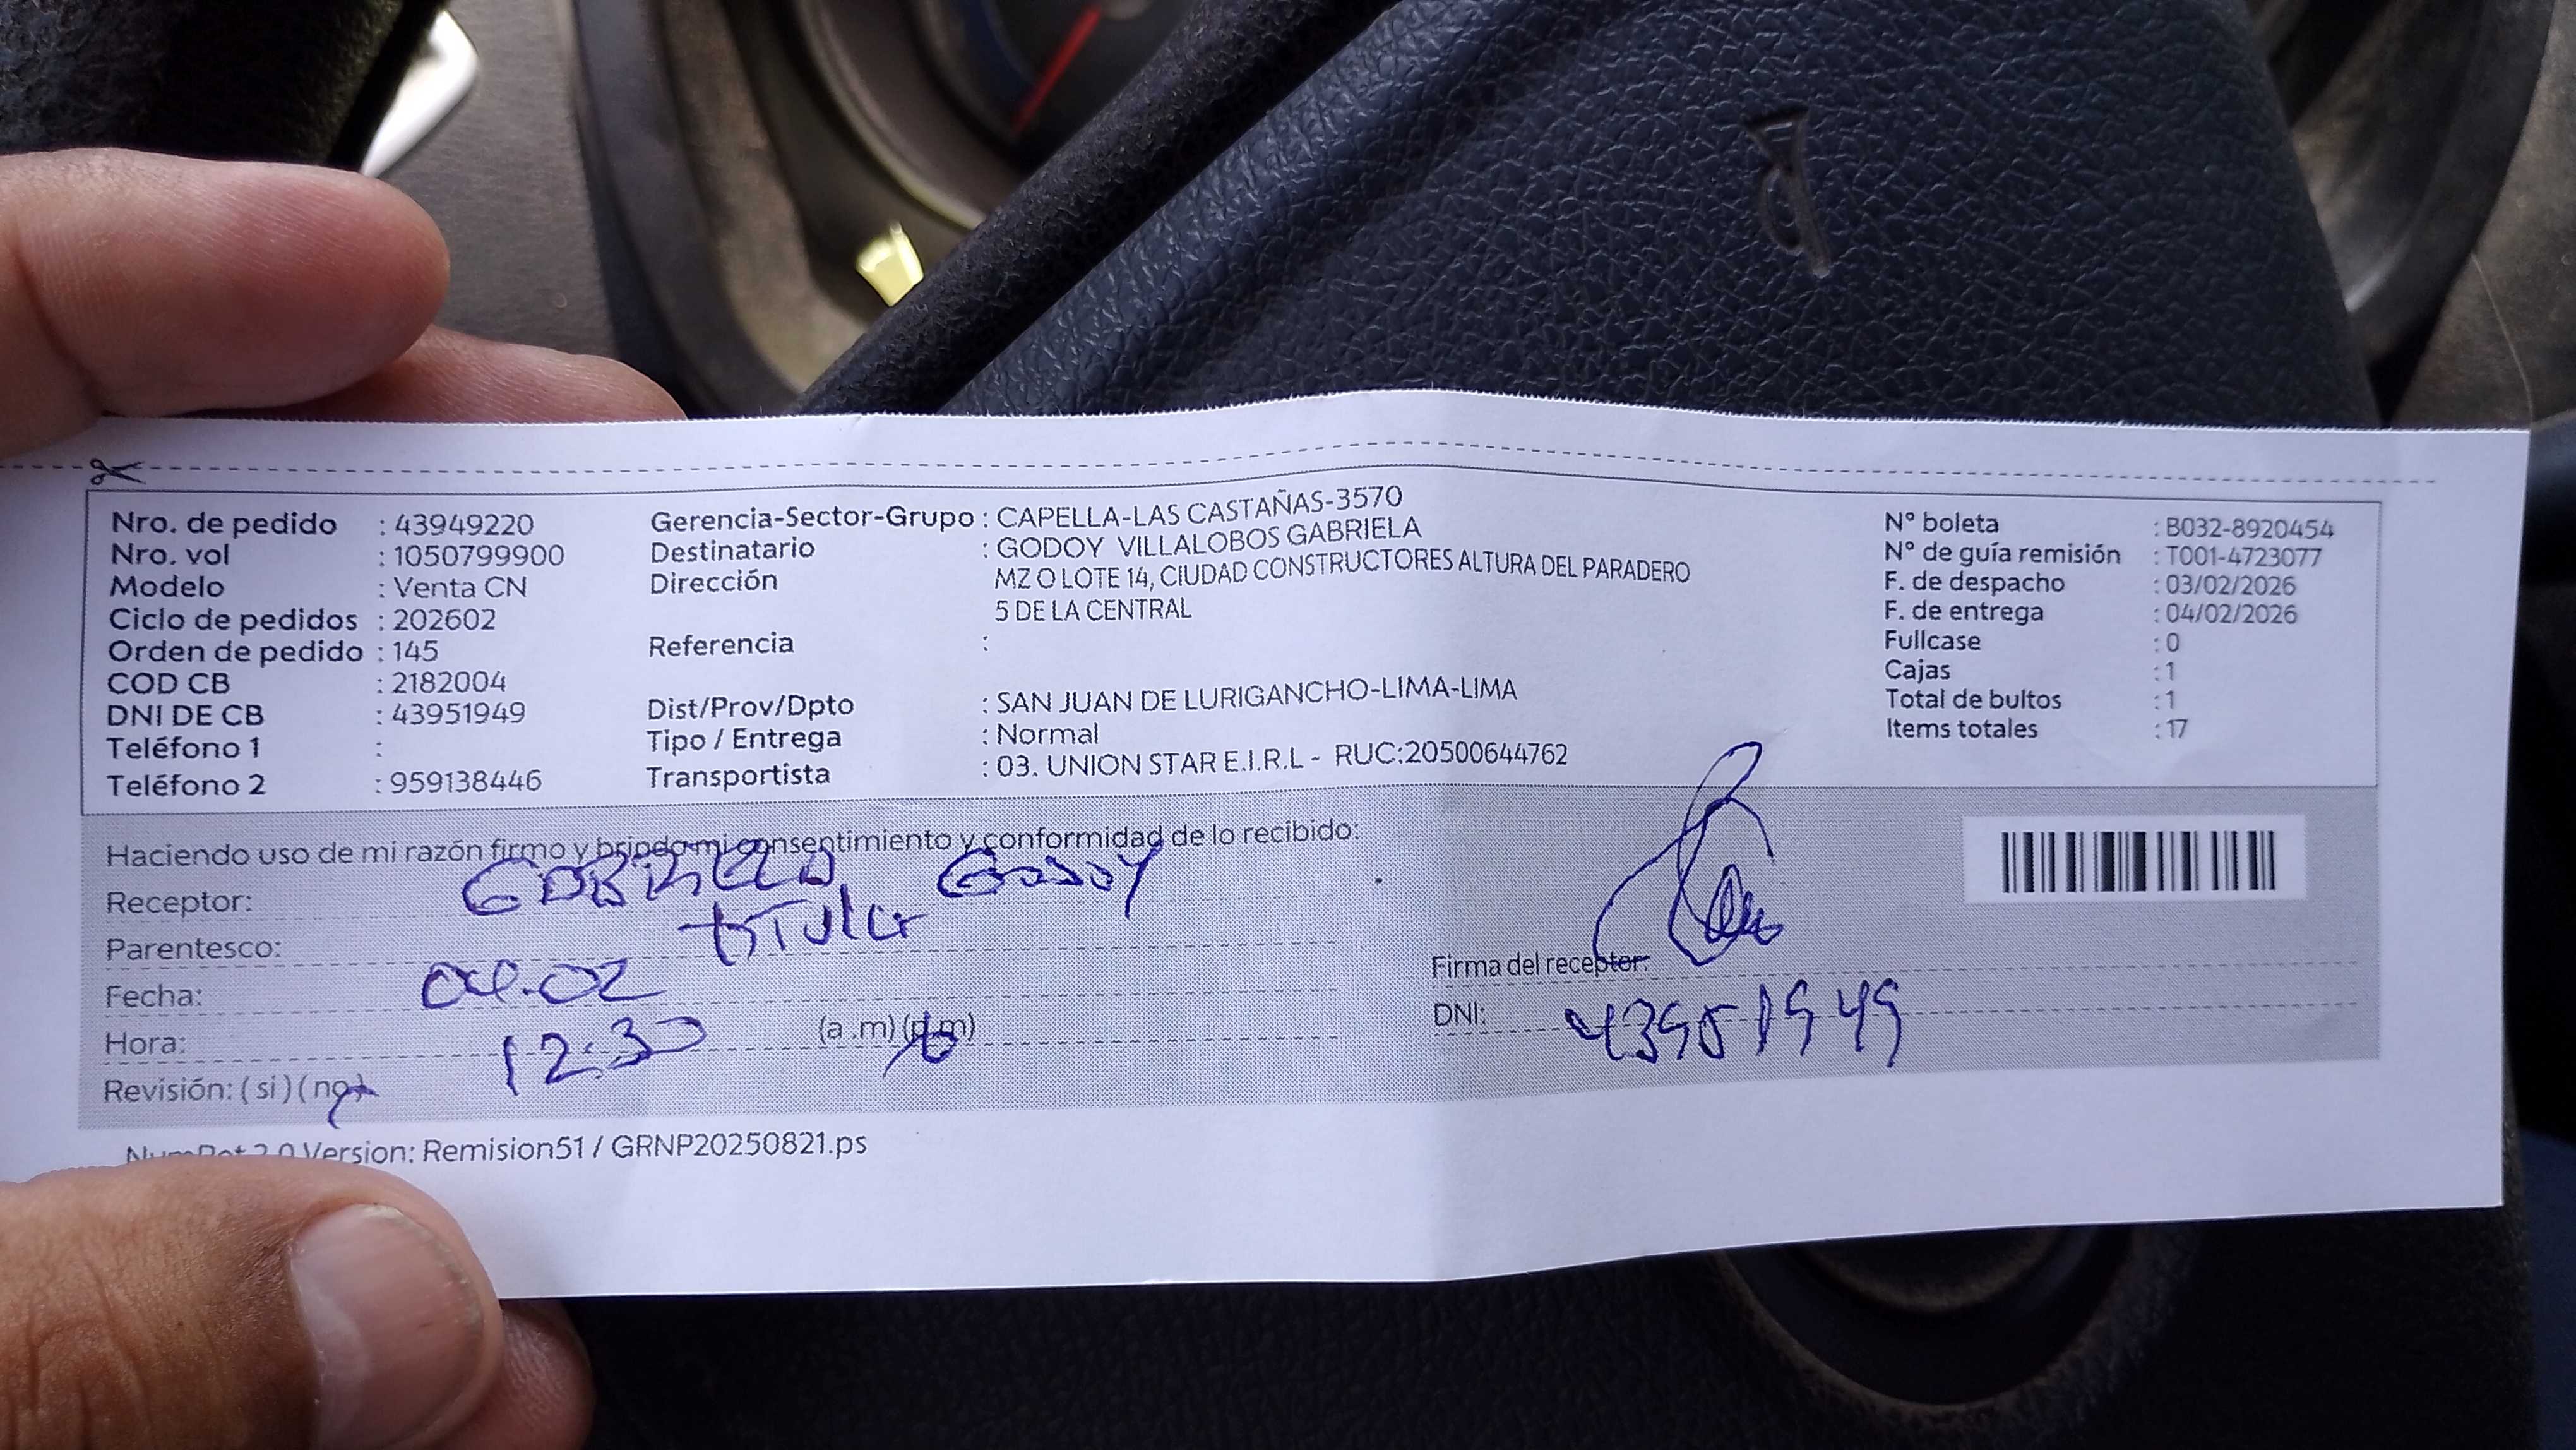 Nro. de pedido : 43949220
Nro. vol : 1050799900
Modelo : Venta CN
Ciclo de pedidos : 202602
Orden de pedido : 145
COD CB : 2182004
DNI DE CB : 43951949
Teléfono 1 :
Teléfono 2 : 959138446
Gerencia-Sector-Grupo : CAPELLA-LAS CASTAÑAS-3570
Destinatario : GODOY VILLALOBOS GABRIELA
Dirección MZ O LOTE 14, CIUDAD CONSTRUCTORES ALTURA DEL PARADERO
5 DE LA CENTRAL
Referencia :
Dist/Prov/Dpto : SAN JUAN DE LURIGANCHO-LIMA-LIMA
Tipo / Entrega : Normal
Transportista : 03. UNION STAR E.I.R.L - RUC:20500644762
N° boleta : B032-8920454
N° de guía remisión : T001-4723077
F. de despacho : 03/02/2026
F. de entrega : 04/02/2026
Fullcase : 0
Cajas : 1
Total de bultos : 1
Items totales : 17
Haciendo uso de mi razón firmo y brindo mi consentimiento y conformidad de lo recibido:
Receptor: GABRIELA GODOY
Parentesco: titular
Fecha: 04.02
Hora: 12:30 (a .m) (p.m)
Revisión: ( si ) ( no )
Firma del receptor:
DNI: 43951949
Version: Remision51 / GRNP20250821.ps